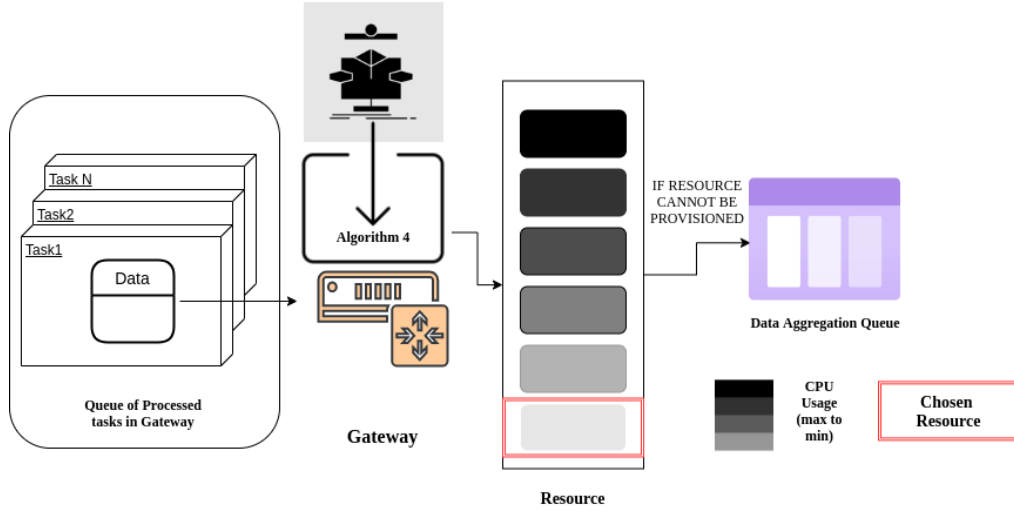 Task N
Task2
Task1
Data
Queue of Processed
tasks in Gateway
Algorithm 4
Gateway
Resource
IF RESOURCE
CANNOT BE
PROVISIONED
Data Aggregation Queue
CPU
Usage
(max to
min)
Chosen
Resource